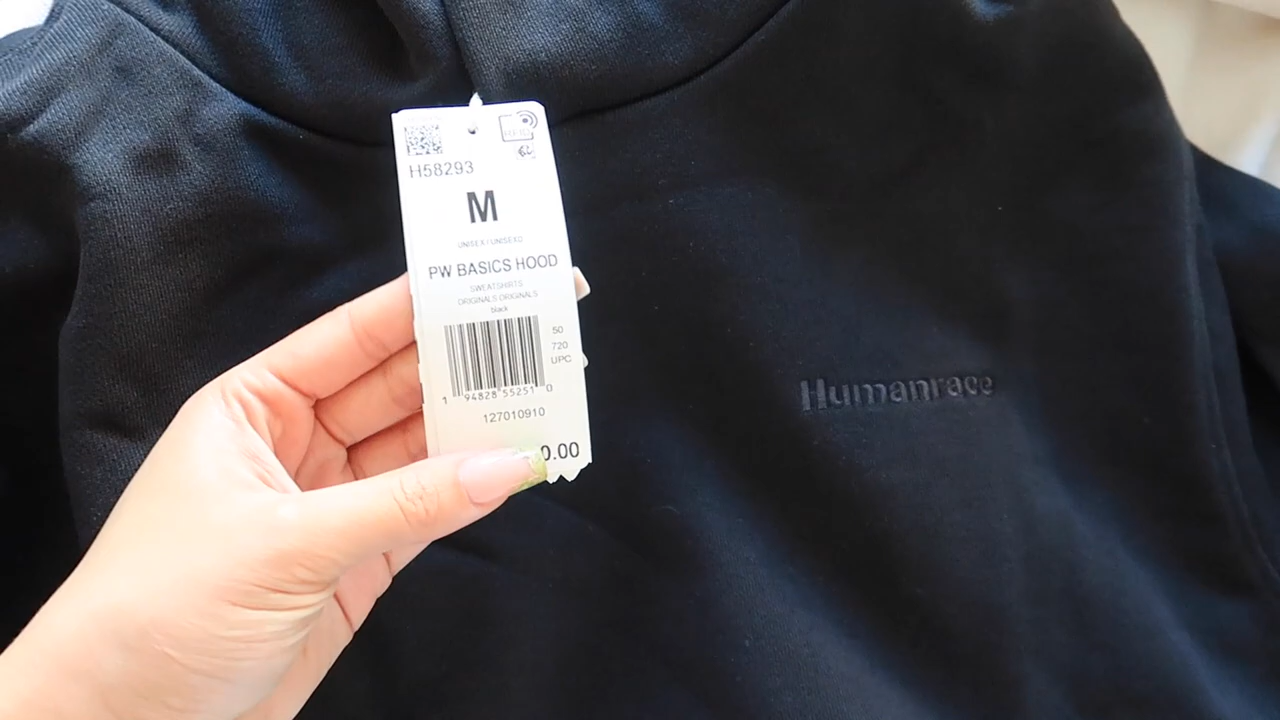 RFID
H58293
M
UNISEX / UNISEXO
PW BASICS HOOD
SWEATSHIRTS
ORIGINALS ORIGINALS
black
50
720
UPC
1 94828 55251 0
127010910
0.00
Humanrace